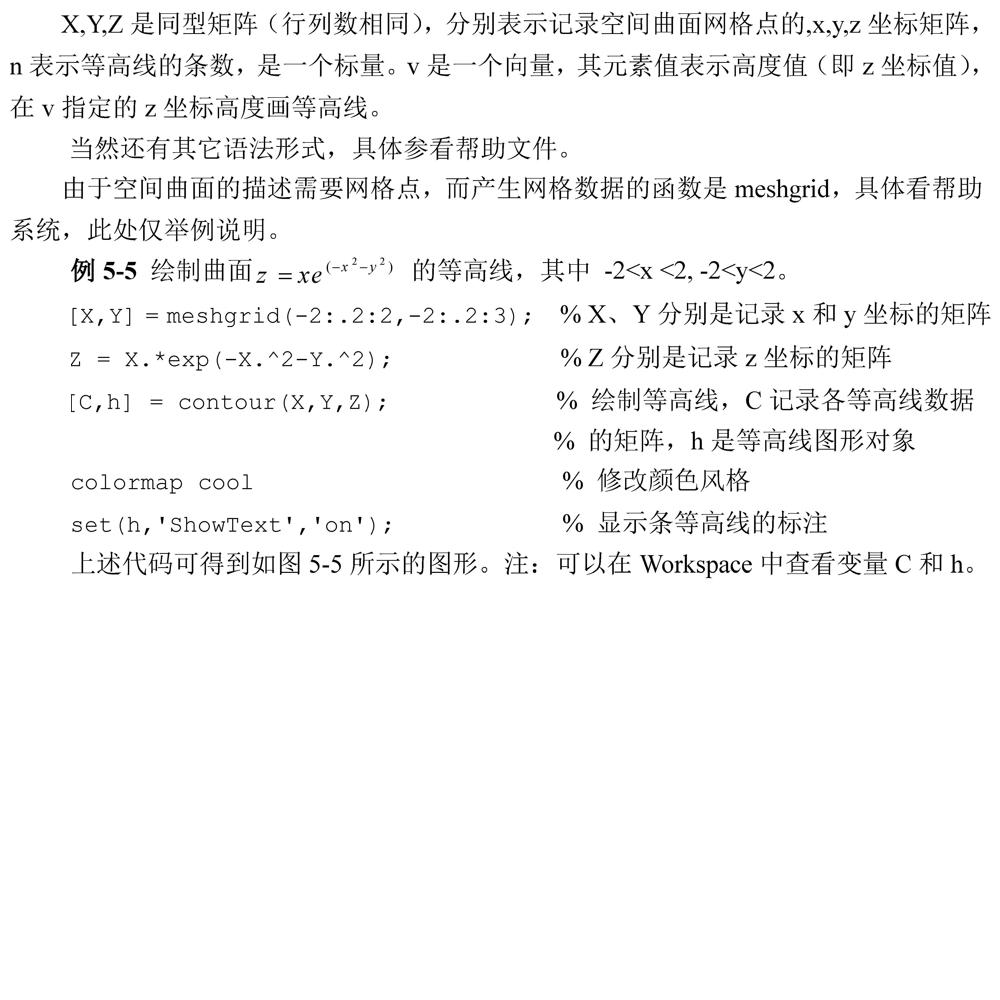 X,Y,Z 是同型矩阵（行列数相同），分别表示记录空间曲面网格点的,x,y,z 坐标矩阵，
n 表示等高线的条数，是一个标量。v 是一个向量，其元素值表示高度值（即 z 坐标值），
在 v 指定的 z 坐标高度画等高线。
当然还有其它语法形式，具体参看帮助文件。
由于空间曲面的描述需要网格点，而产生网格数据的函数是 meshgrid，具体看帮助
系统，此处仅举例说明。
例 5-5 绘制曲面 z = xe^(−x^2−y^2) 的等高线，其中 -2<x <2, -2<y<2。
[X,Y] = meshgrid(-2:.2:2,-2:.2:3); % X、Y 分别是记录 x 和 y 坐标的矩阵
Z = X.*exp(-X.^2-Y.^2); % Z 分别是记录 z 坐标的矩阵
[C,h] = contour(X,Y,Z); % 绘制等高线，C 记录各等高线数据
% 的矩阵，h 是等高线图形对象
colormap cool % 修改颜色风格
set(h,'ShowText','on'); % 显示条等高线的标注
上述代码可得到如图 5-5 所示的图形。注：可以在 Workspace 中查看变量 C 和 h。